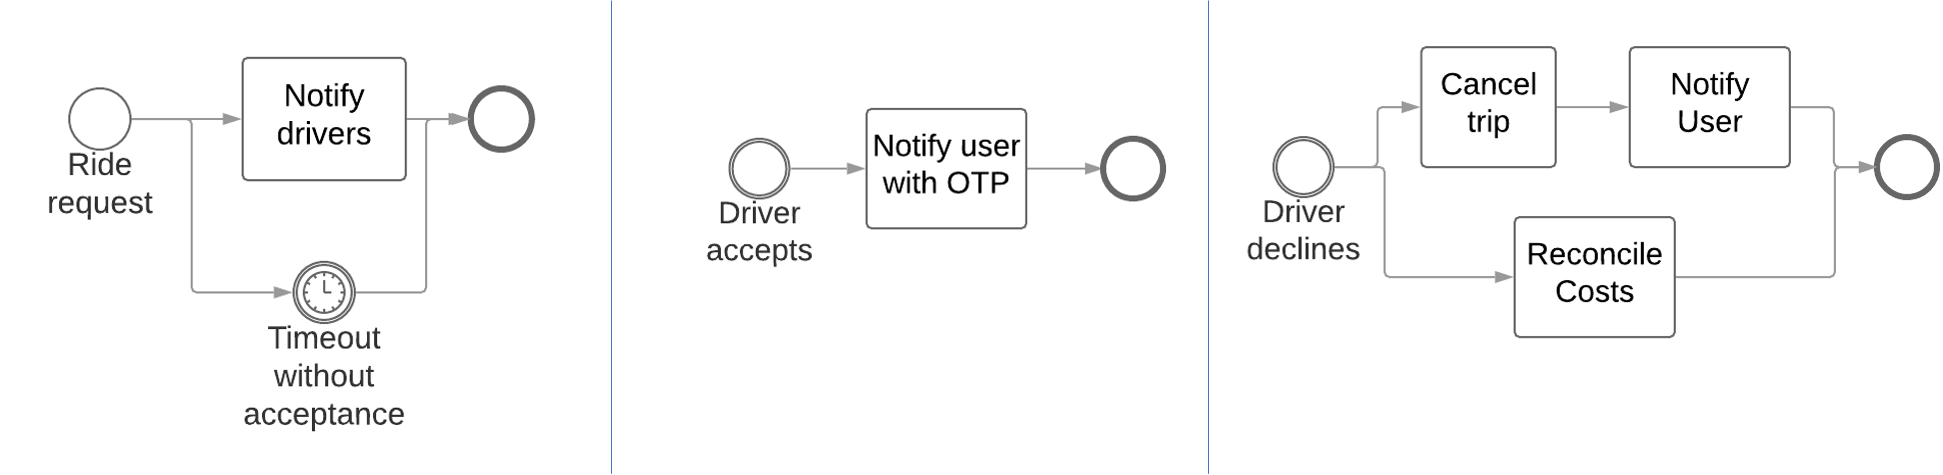 Notify
drivers
Ride
request
Timeout
without
acceptance
Notify user
with OTP
Driver
accepts
Cancel
trip
Notify
User
Driver
declines
Reconcile
Costs